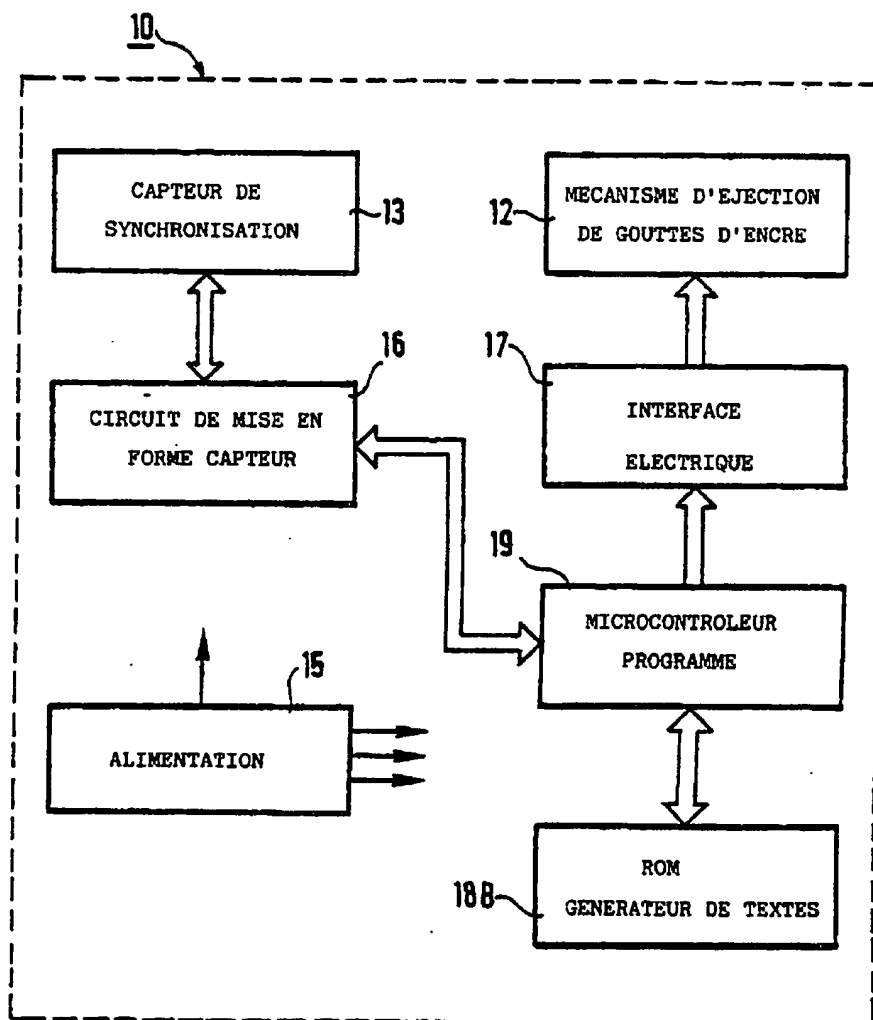 10
CAPTEUR DE
SYNCHRONISATION
13
12
MECANISME D'EJECTION
DE GOUTTES D'ENCRE
16
CIRCUIT DE MISE EN
FORME CAPTEUR
17
INTERFACE
ELECTRIQUE
19
MICROCONTROLEUR
PROGRAMME
15
ALIMENTATION
18B
ROM
GENERATEUR DE TEXTES